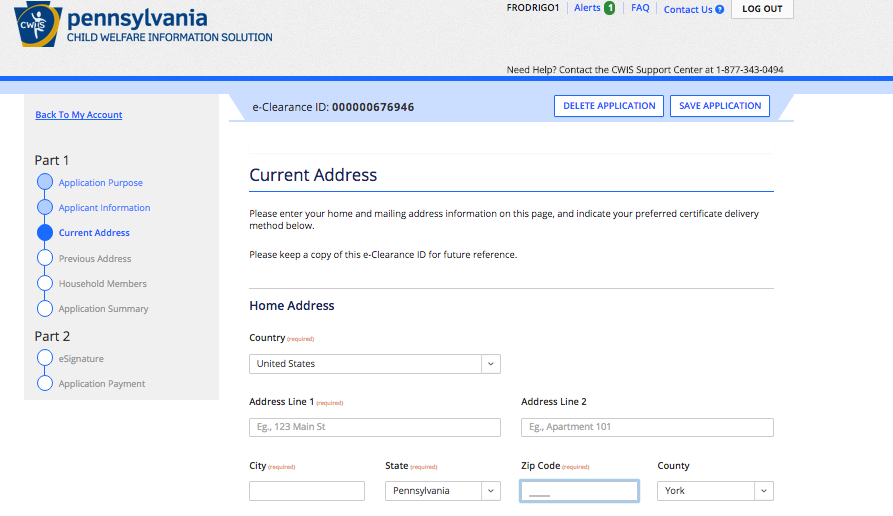 CWIS
pennsylvania
CHILD WELFARE INFORMATION SOLUTION
FRODRIGO1 Alerts 1 FAQ Contact Us ? LOG OUT
Need Help? Contact the CWIS Support Center at 1-877-343-0494
Back To My Account
Part 1
Application Purpose
Applicant Information
Current Address
Previous Address
Household Members
Application Summary
Part 2
eSignature
Application Payment
e-Clearance ID: 000000676946 DELETE APPLICATION SAVE APPLICATION
Current Address
Please enter your home and mailing address information on this page, and indicate your preferred certificate delivery
method below.
Please keep a copy of this e-Clearance ID for future reference.
Home Address
Country (required)
United States
Address Line 1 (required) Address Line 2
Eg., 123 Main St Eg., Apartment 101
City (required) State (required) Zip Code (required) County
Pennsylvania _____ York